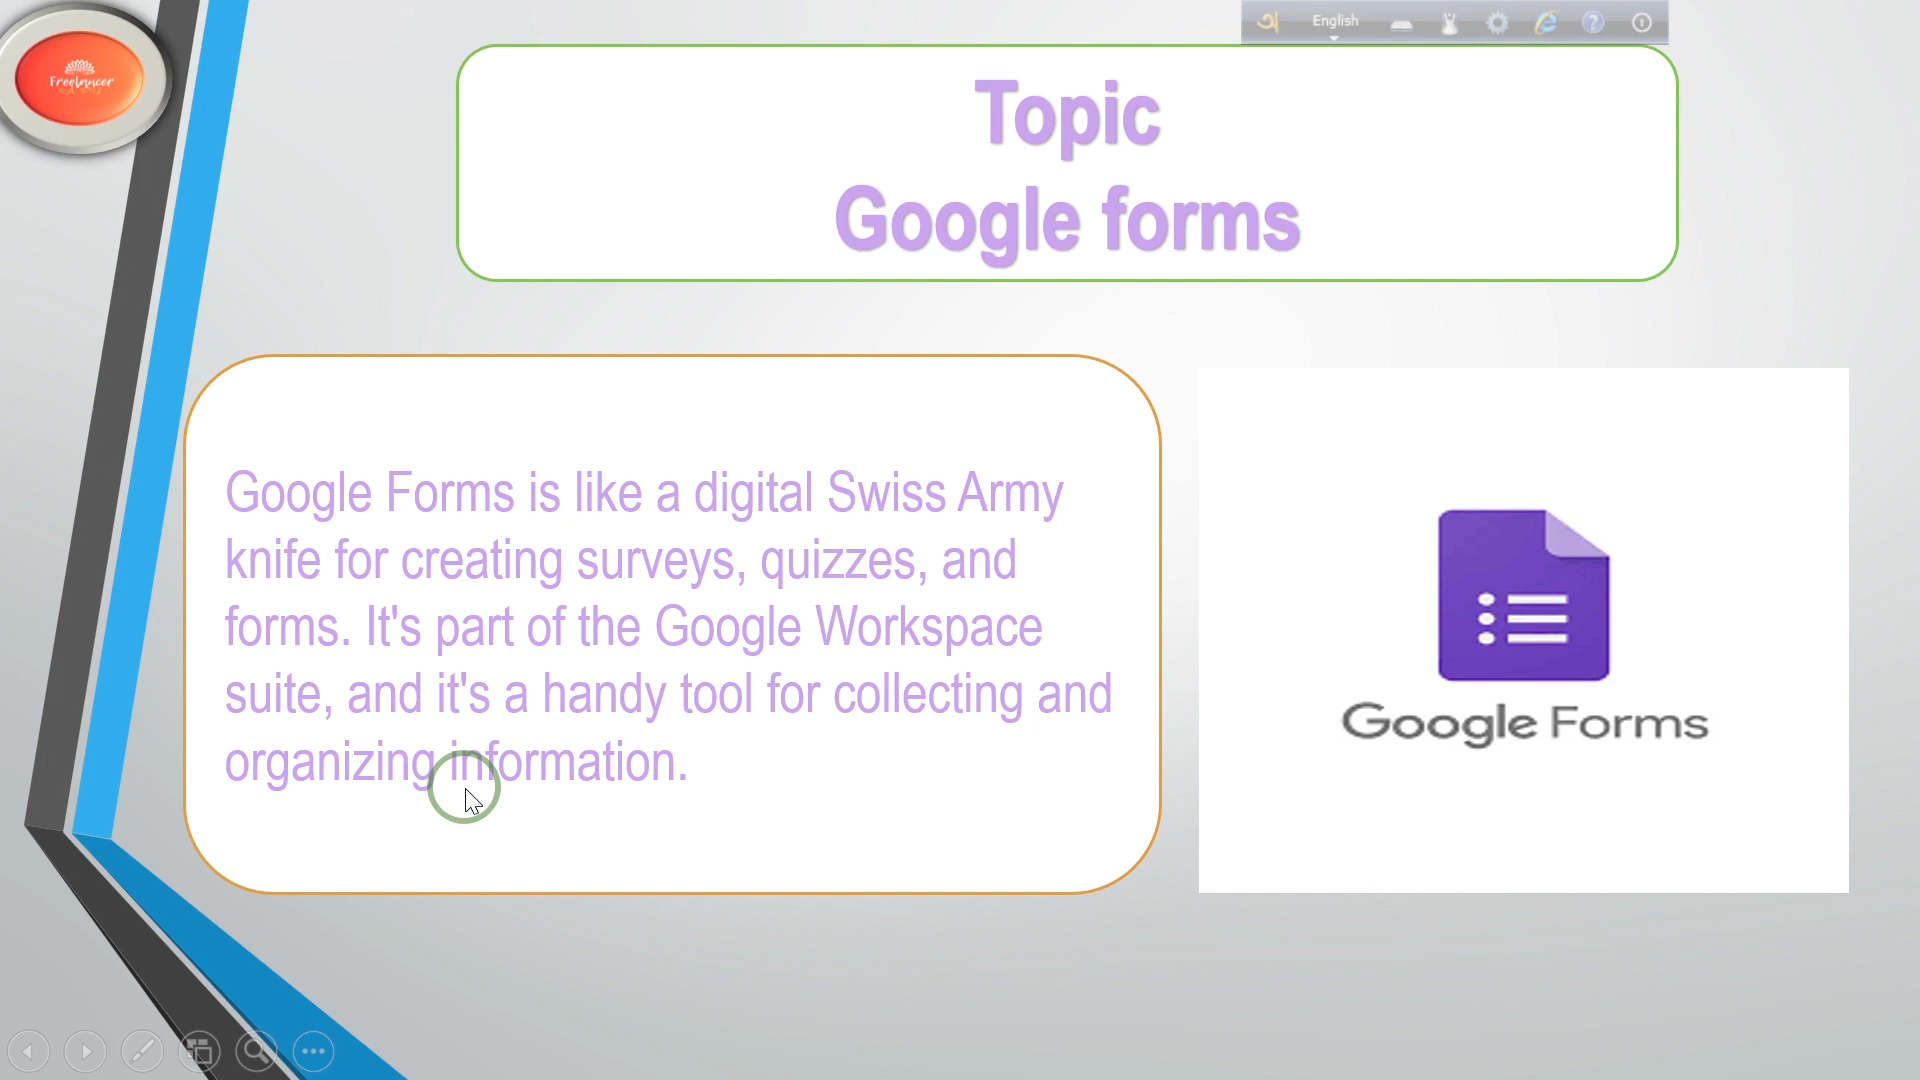 Freelancer
অ English
Topic
Google forms
Google Forms is like a digital Swiss Army
knife for creating surveys, quizzes, and
forms. It's part of the Google Workspace
suite, and it's a handy tool for collecting and
organizing information.
Google Forms